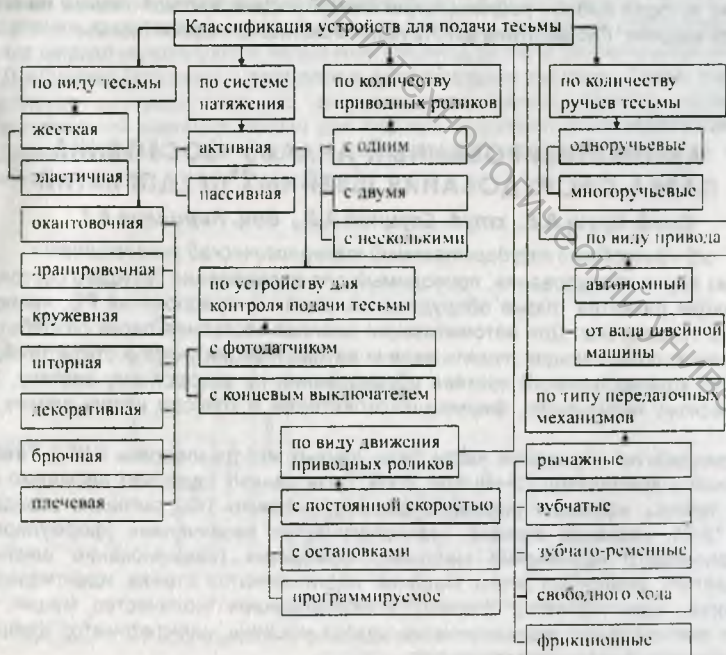 Классификация устройств для подачи тесьмы
по виду тесьмы
жесткая
эластичная
окантовочная
драпировочная
кружевная
шторная
декоративная
брючная
плечевая
по системе
натяжения
активная
пассивная
по количеству
приводных роликов
с одним
с двумя
с несколькими
по количеству
ручьев тесьмы
одноручьевые
многоручьевые
по виду привода
автономный
от вала швейной
машины
по устройству для
контроля подачи тесьмы
с фотодатчиком
с концевым выключателем
по виду движения
приводных роликов
с постоянной скоростью
с остановками
программируемое
по типу передаточных
механизмов
рычажные
зубчатые
зубчато-ременные
свободного хода
фрикционные
технологический